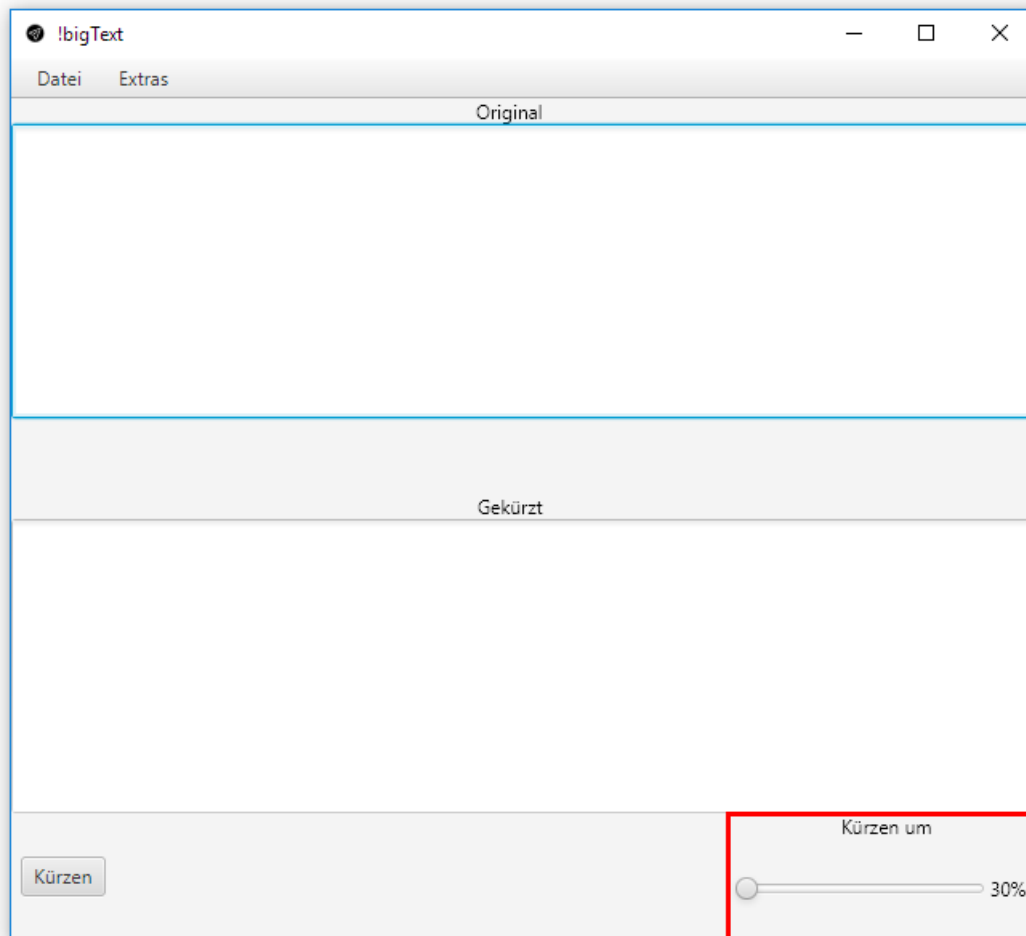 !bigText
Datei Extras
Original
Gekürzt
Kürzen um
Kürzen
30%